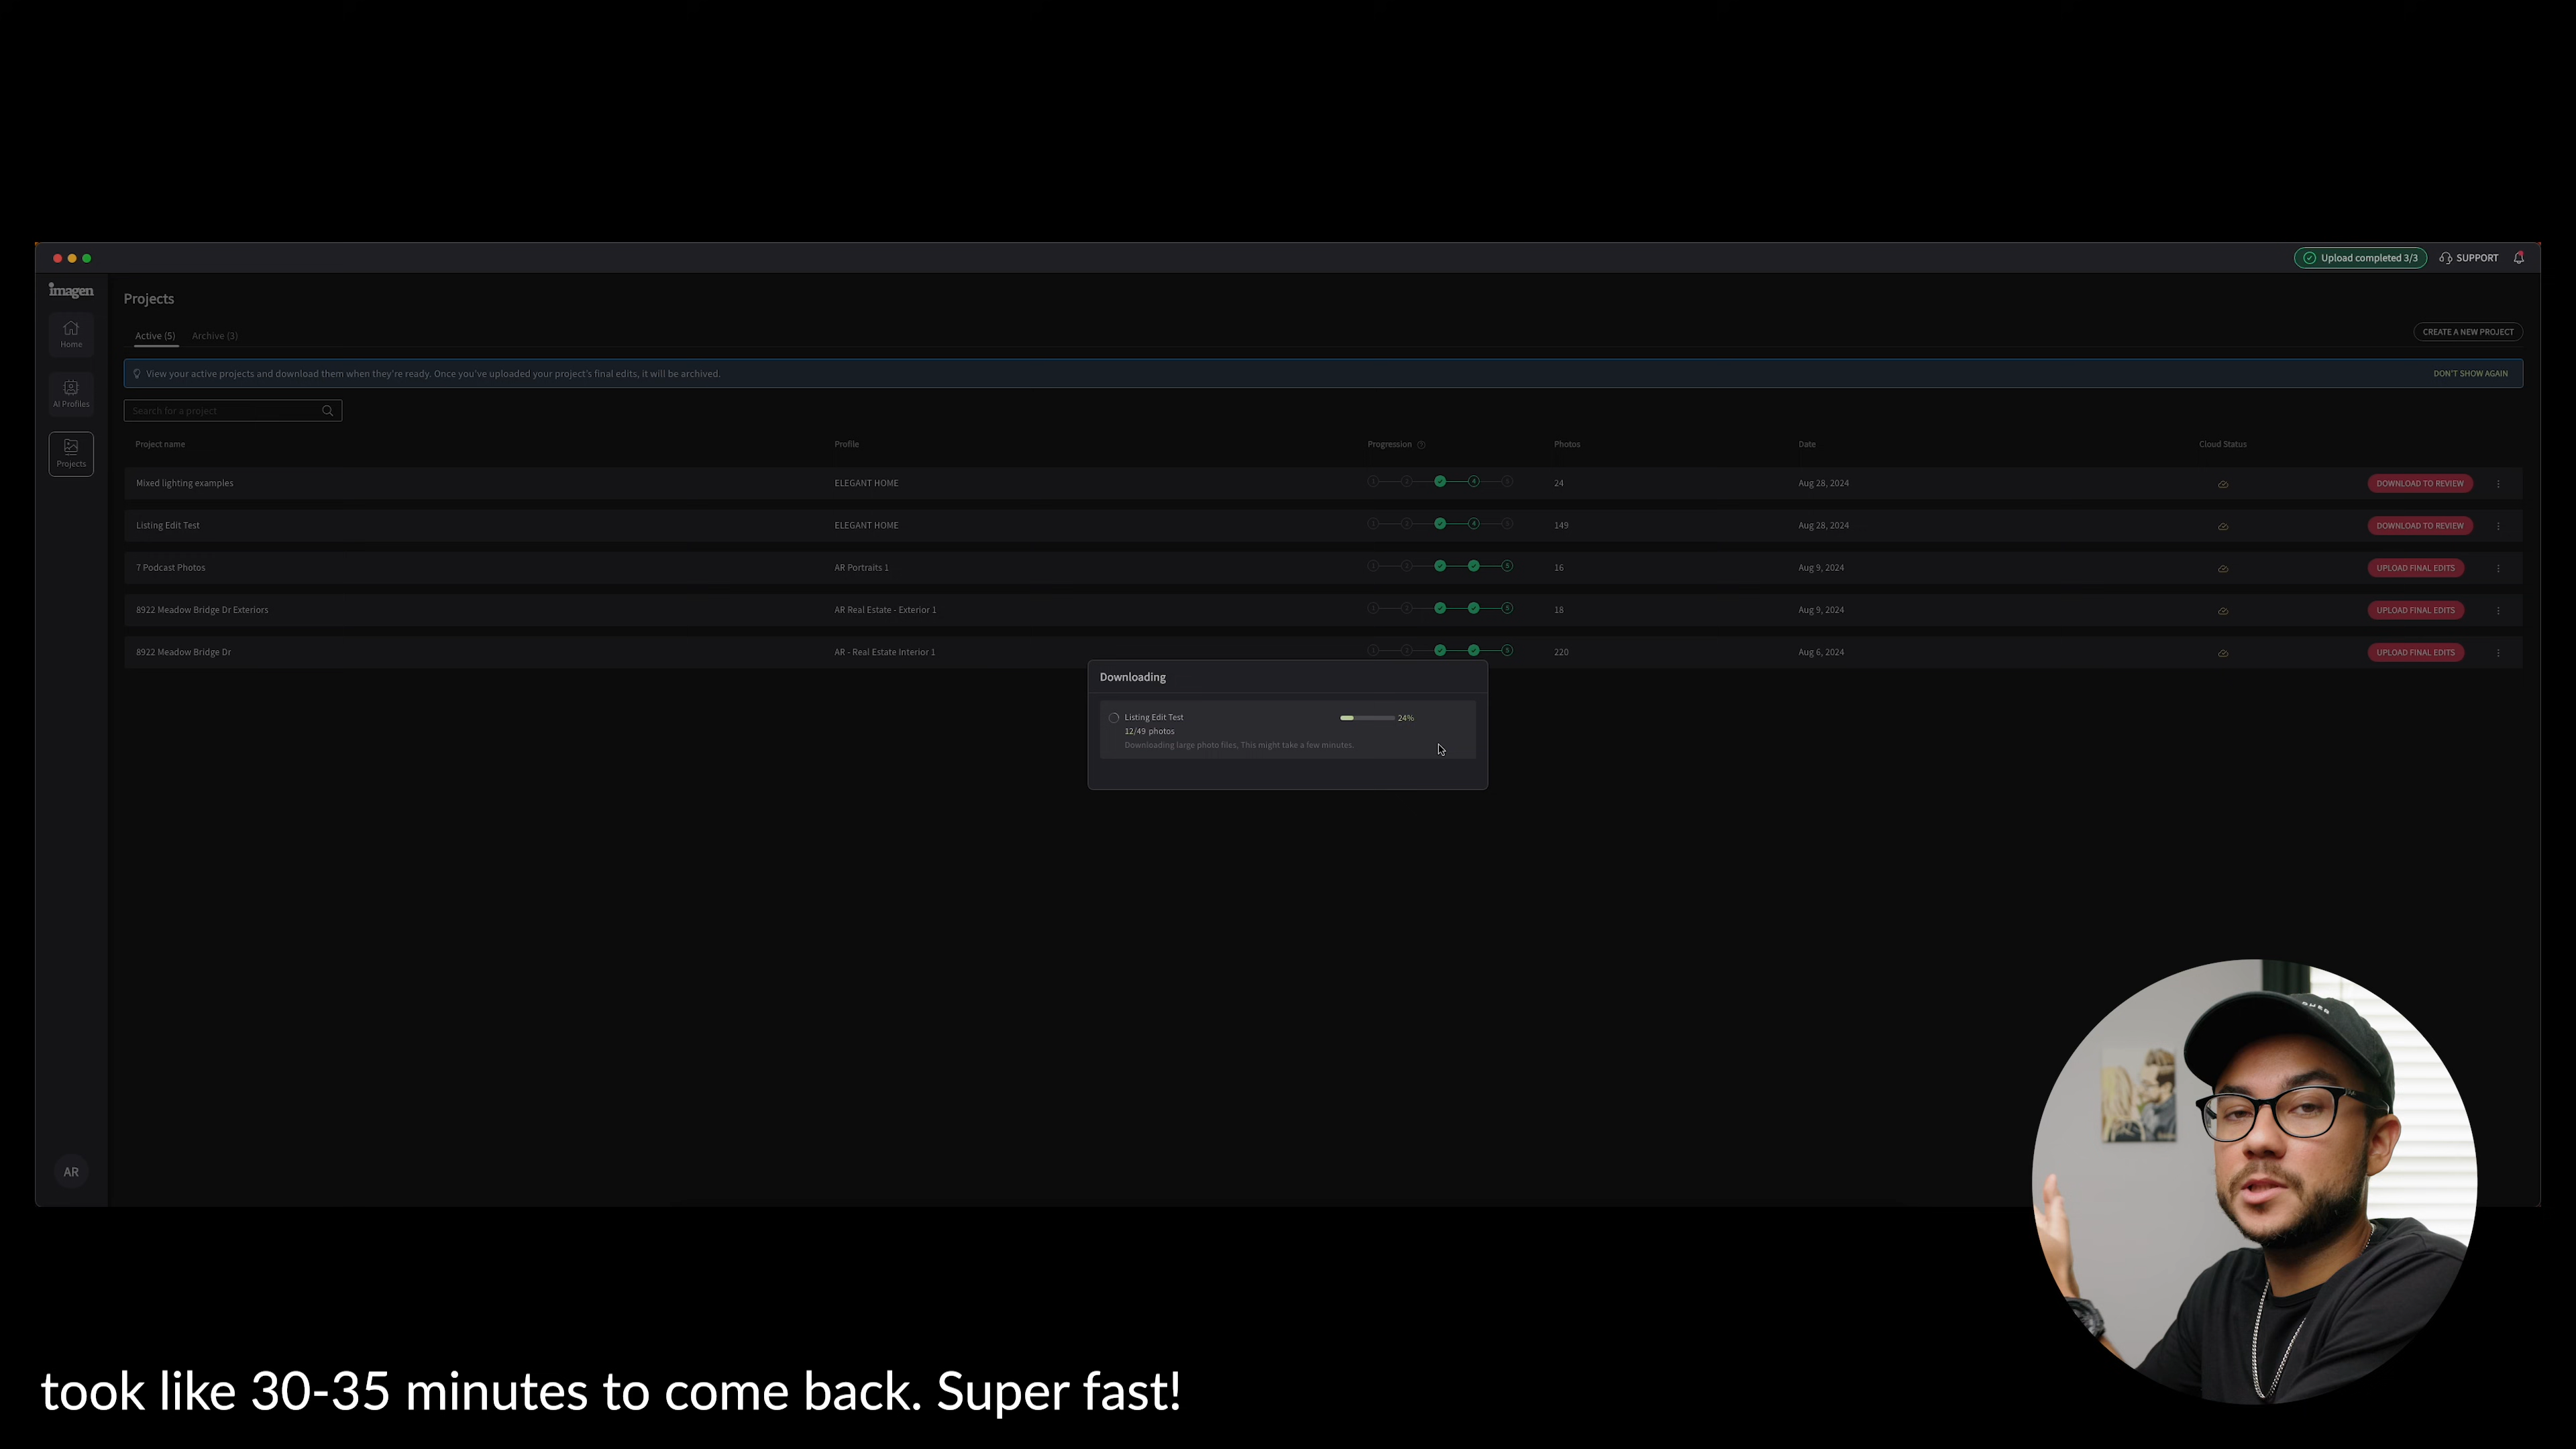 Upload completed 3/3
SUPPORT
imagen
Home
AI Profiles
Projects
AR
Projects
Active (5)
Archive (3)
CREATE A NEW PROJECT
View your active projects and download them when they're ready. Once you've uploaded your project's final edits, it will be archived.
DON'T SHOW AGAIN
Search for a project
Project name Profile Progression Photos Date Cloud Status
Mixed lighting examples ELEGANT HOME 4 24 Aug 28, 2024 DOWNLOAD TO REVIEW
Listing Edit Test ELEGANT HOME 4 149 Aug 28, 2024 DOWNLOAD TO REVIEW
7 Podcast Photos AR Portraits 1 5 16 Aug 9, 2024 UPLOAD FINAL EDITS
8922 Meadow Bridge Dr Exteriors AR Real Estate - Exterior 1 5 18 Aug 9, 2024 UPLOAD FINAL EDITS
8922 Meadow Bridge Dr AR - Real Estate Interior 1 5 220 Aug 6, 2024 UPLOAD FINAL EDITS
Downloading
Listing Edit Test 24%
12/49 photos
Downloading large photo files, This might take a few minutes.
took like 30-35 minutes to come back. Super fast!